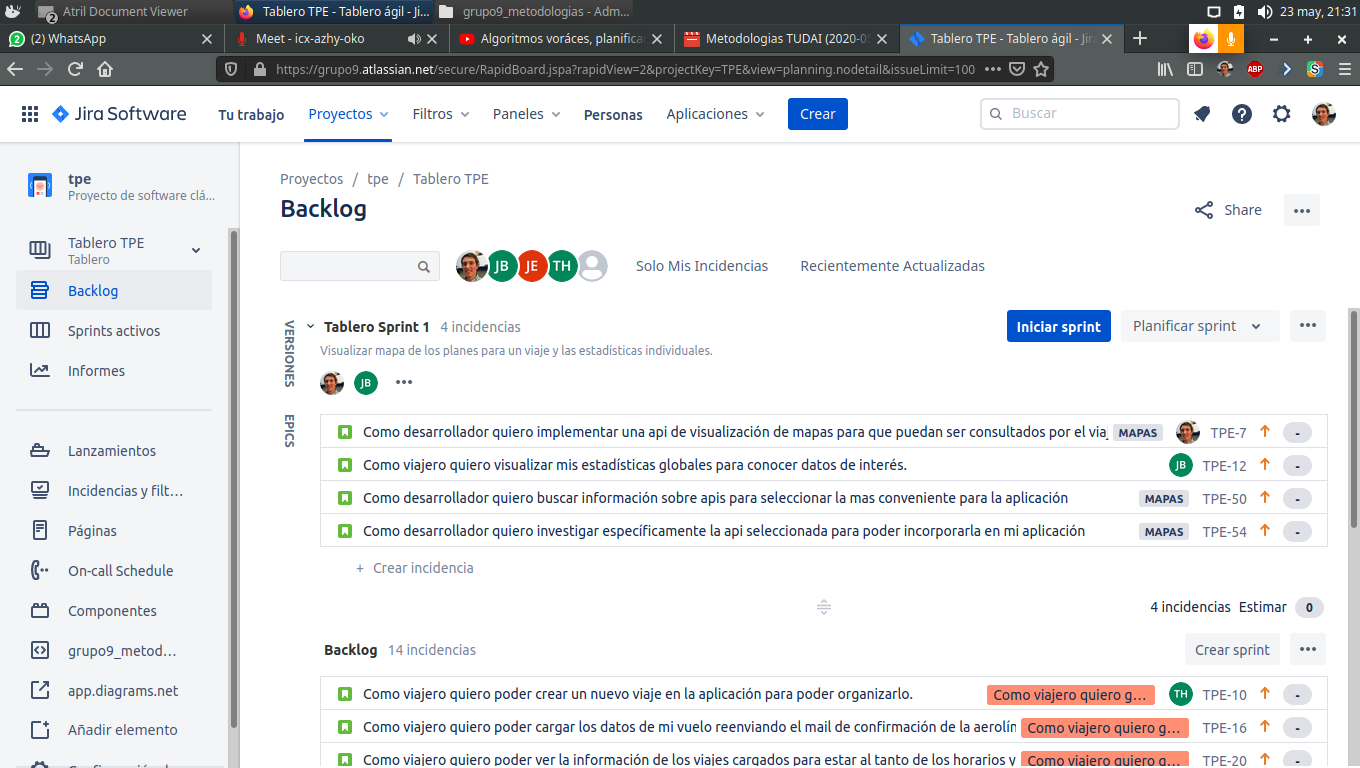 2 Atril Document Viewer
Tablero TPE - Tablero ágil - Ji...
grupo9_metodologias - Adm...
23 may, 21:31
2 (2) WhatsApp
Meet - icx-azhy-oko
Algoritmos voráces, planifica
Metodologias TUDAI (2020-0
Tablero TPE - Tablero ágil - Jir
https://grupo9.atlassian.net/secure/RapidBoard.jspa?rapidView=2&projectKey=TPE&view=planning.nodetail&issueLimit=100
ABP
S
Jira Software
Tu trabajo
Proyectos
Filtros
Paneles
Personas
Aplicaciones
Crear
Buscar
tpe
Proyecto de software clá...
Tablero TPE
Tablero
Backlog
Sprints activos
Informes
Lanzamientos
Incidencias y filt...
Páginas
On-call Schedule
Componentes
grupo9_metod...
app.diagrams.net
Añadir elemento
Proyectos / tpe / Tablero TPE
Backlog
Share
JB JE TH
Solo Mis Incidencias
Recientemente Actualizadas
VERSIONES
EPICS
Tablero Sprint 1 4 incidencias
Iniciar sprint
Planificar sprint
Visualizar mapa de los planes para un viaje y las estadísticas individuales.
JB
Como desarrollador quiero implementar una api de visualización de mapas para que puedan ser consultados por el via MAPAS TPE-7 -
Como viajero quiero visualizar mis estadísticas globales para conocer datos de interés. JB TPE-12 -
Como desarrollador quiero buscar información sobre apis para seleccionar la mas conveniente para la aplicación MAPAS TPE-50 -
Como desarrollador quiero investigar específicamente la api seleccionada para poder incorporarla en mi aplicación MAPAS TPE-54 -
+ Crear incidencia
4 incidencias Estimar 0
Backlog 14 incidencias
Crear sprint
Como viajero quiero poder crear un nuevo viaje en la aplicación para poder organizarlo. Como viajero quiero g... TH TPE-10 -
Como viajero quiero poder cargar los datos de mi vuelo reenviando el mail de confirmación de la aerolín Como viajero quiero g... TPE-16 -
Como viajero quiero poder ver la información de los viajes cargados para estar al tanto de los horarios y Como viajero quiero g... TPE-20 -